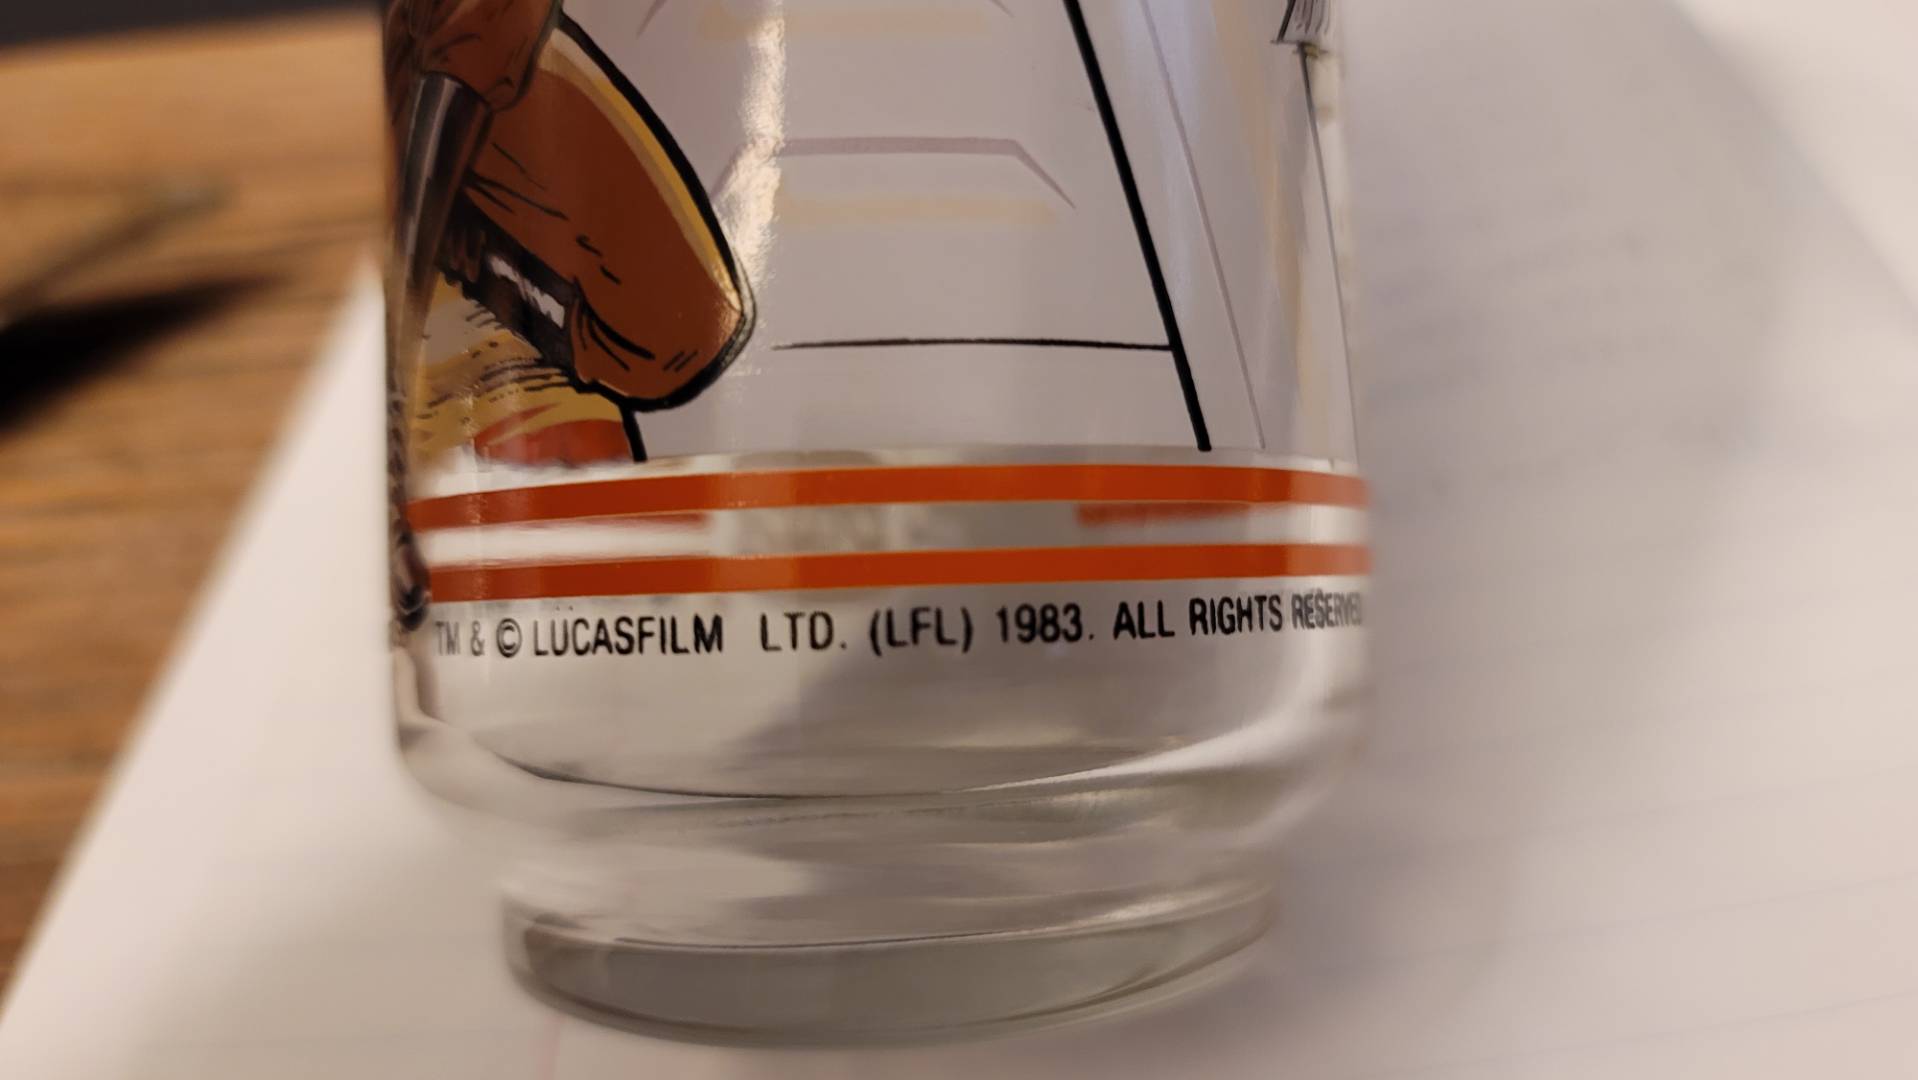 TM & © LUCASFILM LTD. (LFL) 1983. ALL RIGHTS RESERVED